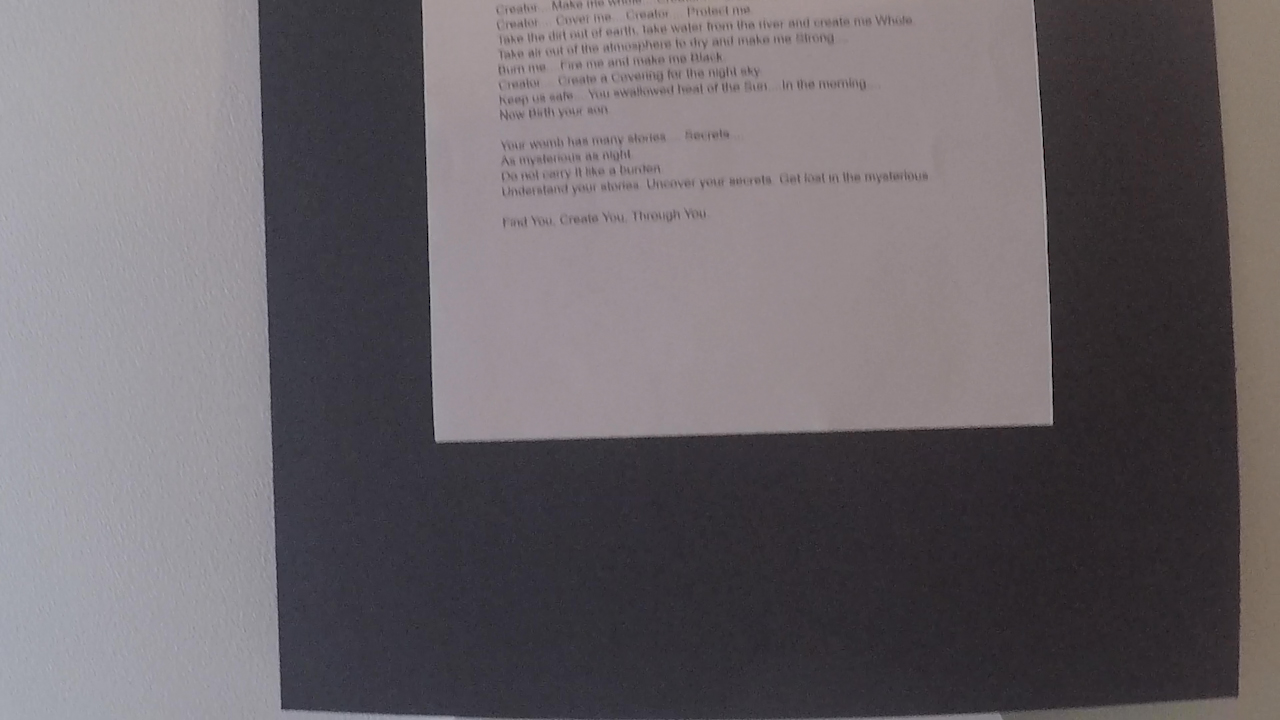 Creator... Make me whole...
Creator... Cover me... Creator... Protect me.
Take the dirt out of earth, take water from the river and create me Whole.
Take air out of the atmosphere to dry and make me Strong...
Burn me... Fire me and make me Black.
Creator... Create a Covering for the night sky.
Keep us safe... You swallowed heat of the Sun... In the morning...
Now Birth your son.
Your womb has many stories... Secrets...
As mysterious as night.
Do not carry it like a burden.
Understand your stories. Uncover your secrets. Get lost in the mysterious
Find You. Create You. Through You.